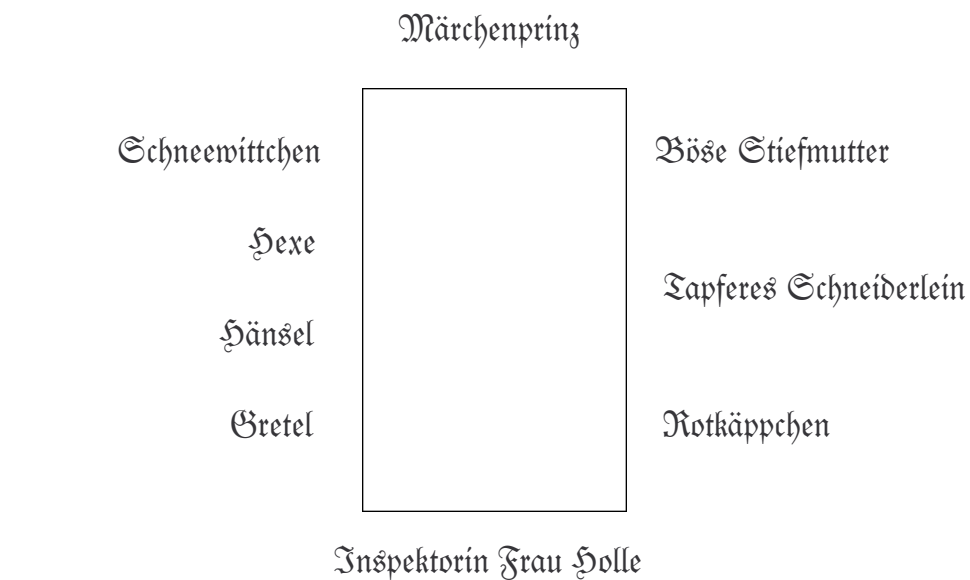 Märchenprinz
Schneewittchen
Böse Stiefmutter
Hexe
Tapferes Schneiderlein
Hänsel
Gretel
Rotkäppchen
Inspektorin Frau Holle